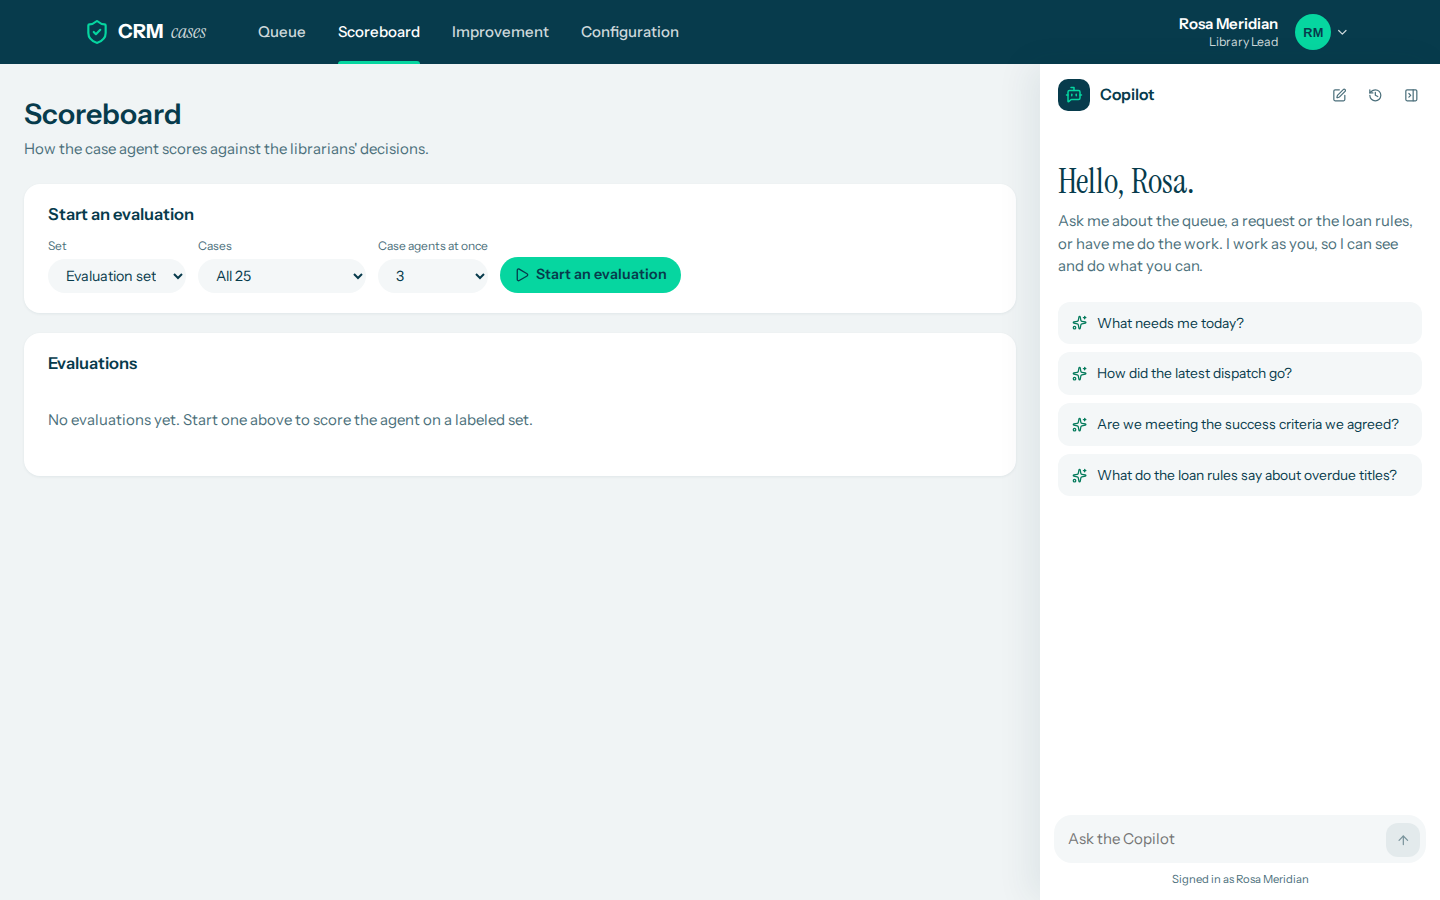 CRM cases
Queue
Scoreboard
Improvement
Configuration
Rosa Meridian
Library Lead
RM
Scoreboard
How the case agent scores against the librarians' decisions.
Start an evaluation
Set
Cases
Case agents at once
Evaluation set
All 25
3
Start an evaluation
Evaluations
No evaluations yet. Start one above to score the agent on a labeled set.
Copilot
Hello, Rosa.
Ask me about the queue, a request or the loan rules,
or have me do the work. I work as you, so I can see
and do what you can.
What needs me today?
How did the latest dispatch go?
Are we meeting the success criteria we agreed?
What do the loan rules say about overdue titles?
Ask the Copilot
Signed in as Rosa Meridian